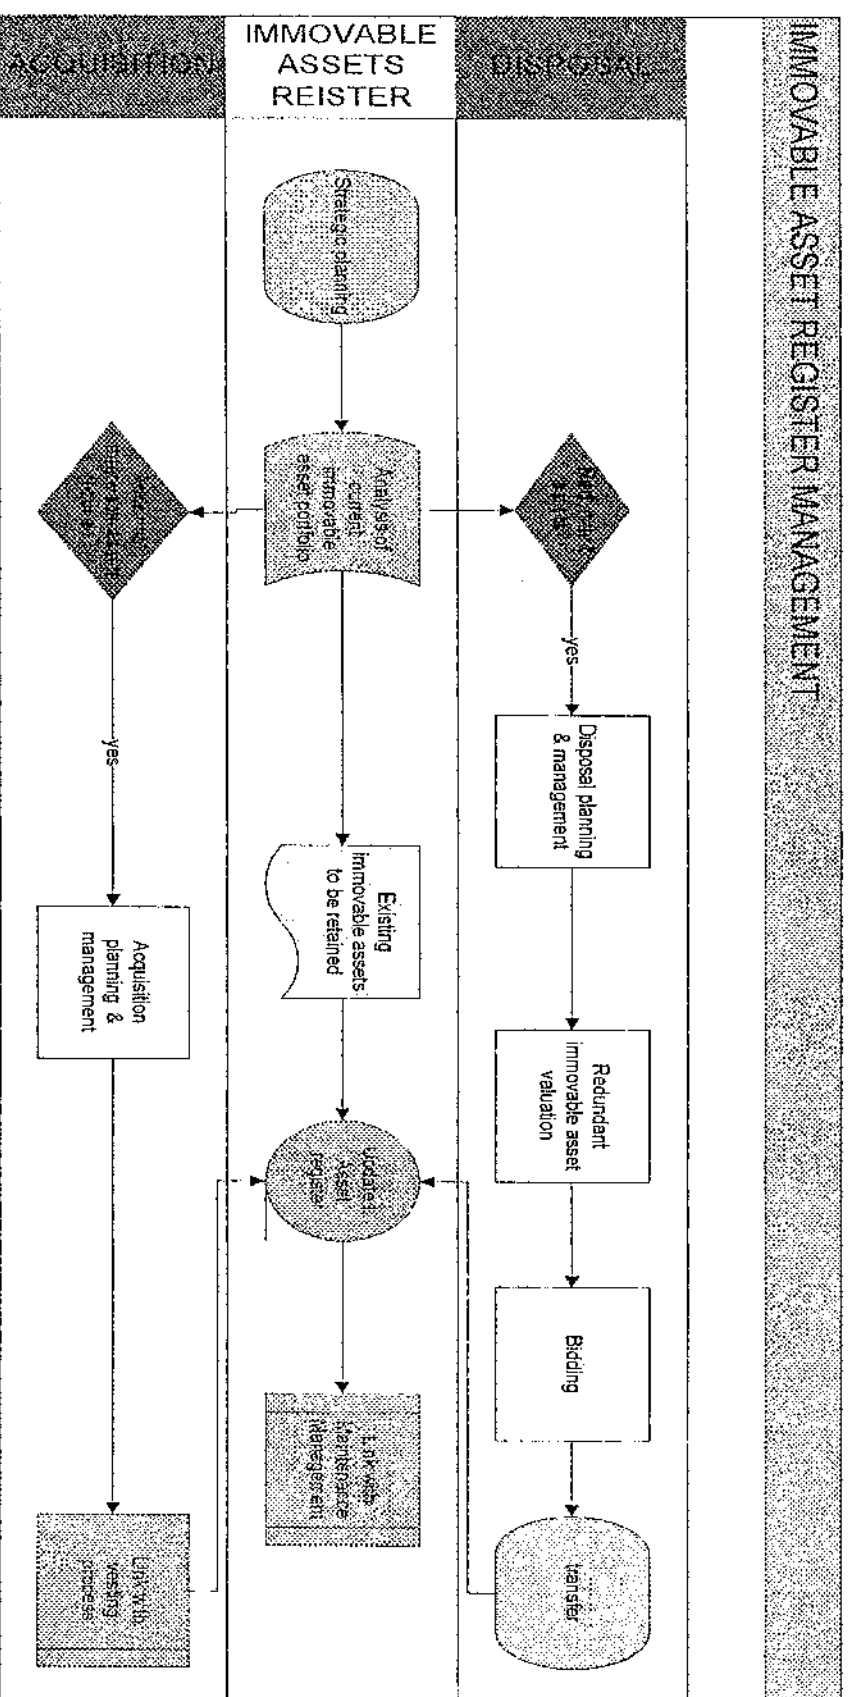 IMMOVABLE ASSET REGISTER MANAGEMENT
DISPOSAL
IMMOVABLE
ASSETS
REISTER
ACQUISITION
yes
Disposal planning
& management
Redundant
immovable asset
valuation
Bidding
transfer
Strategic planning
Analysis of
current
immovable
asset portfolio
Existing
immovable assets
to be retained
Updated
Asset
register
Link with
Maintenance
Management
yes
Acquisition
planning &
management
Link with
vesting
process